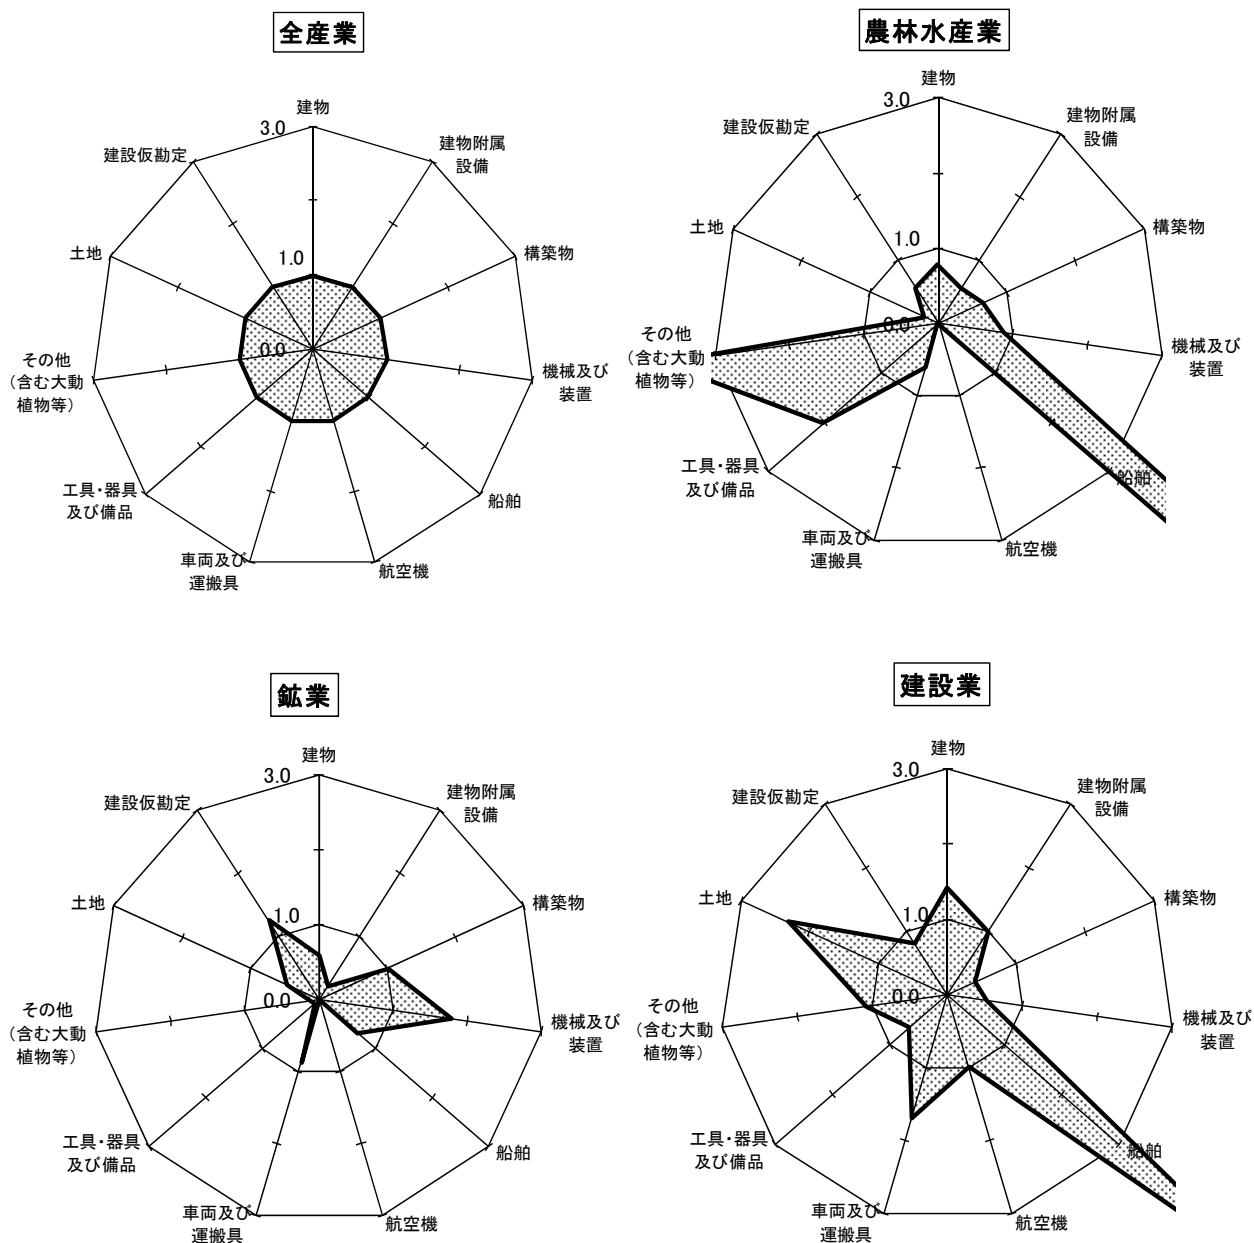 全産業
建物
3.0
建物附属
設備
建設仮勘定
土地
構築物
1.0
0.0
その他
（含む大動
植物等）
機械及び
装置
工具・器具
及び備品
船舶
車両及び
運搬具
航空機
農林水産業
建物
3.0
建物附属
設備
建設仮勘定
土地
構築物
1.0
0.0
その他
（含む大動
植物等）
機械及び
装置
工具・器具
及び備品
船舶
車両及び
運搬具
航空機
鉱業
建物
3.0
建物附属
設備
建設仮勘定
土地
構築物
1.0
0.0
その他
（含む大動
植物等）
機械及び
装置
工具・器具
及び備品
船舶
車両及び
運搬具
航空機
建設業
建物
3.0
建物附属
設備
建設仮勘定
土地
構築物
1.0
0.0
その他
（含む大動
植物等）
機械及び
装置
工具・器具
及び備品
船舶
車両及び
運搬具
航空機